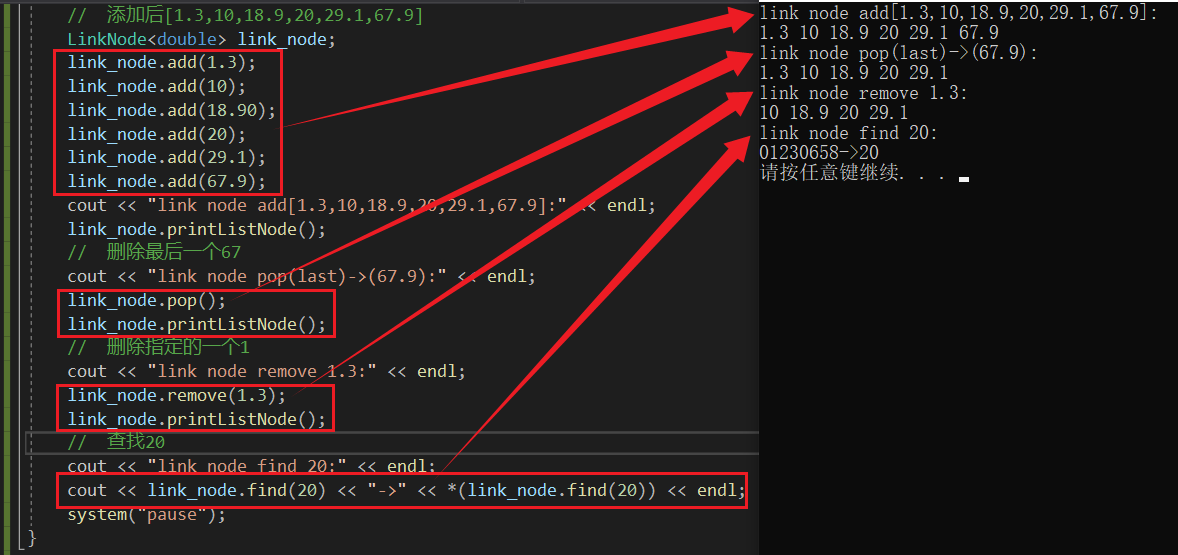 //  添加后[1.3,10,18.9,20,29.1,67.9]
LinkNode<double> link_node;
link_node.add(1.3);
link_node.add(10);
link_node.add(18.90);
link_node.add(20);
link_node.add(29.1);
link_node.add(67.9);
cout << "link node add[1.3,10,18.9,20,29.1,67.9]:" << endl;
link_node.printListNode();
//  删除最后一个67
cout << "link node pop(last)->(67.9):" << endl;
link_node.pop();
link_node.printListNode();
//  删除指定的一个1
cout << "link node remove 1.3:" << endl;
link_node.remove(1.3);
link_node.printListNode();
//  查找20
cout << "link node find 20:" << endl;
cout << link_node.find(20) << "->" << *(link_node.find(20)) << endl;
system("pause");
}
link node add[1.3,10,18.9,20,29.1,67.9]:
1.3 10 18.9 20 29.1 67.9
link node pop(last)->(67.9):
1.3 10 18.9 20 29.1
link node remove 1.3:
10 18.9 20 29.1
link node find 20:
01230658->20
请按任意键继续. . .